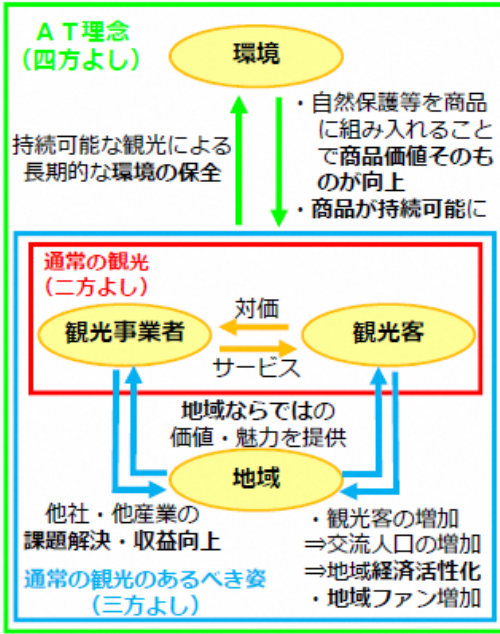 ＡＴ理念
（四方よし）
環境
持続可能な観光による
長期的な環境の保全
・自然保護等を商品
に組み入れること
で商品価値そのも
のが向上
・商品が持続可能に
通常の観光
（二方よし）
観光事業者
対価
サービス
観光客
地域ならではの
価値・魅力を提供
地域
他社・他産業の
課題解決・収益向上
・観光客の増加
⇒交流人口の増加
⇒地域経済活性化
・地域ファン増加
通常の観光のあるべき姿
（三方よし）